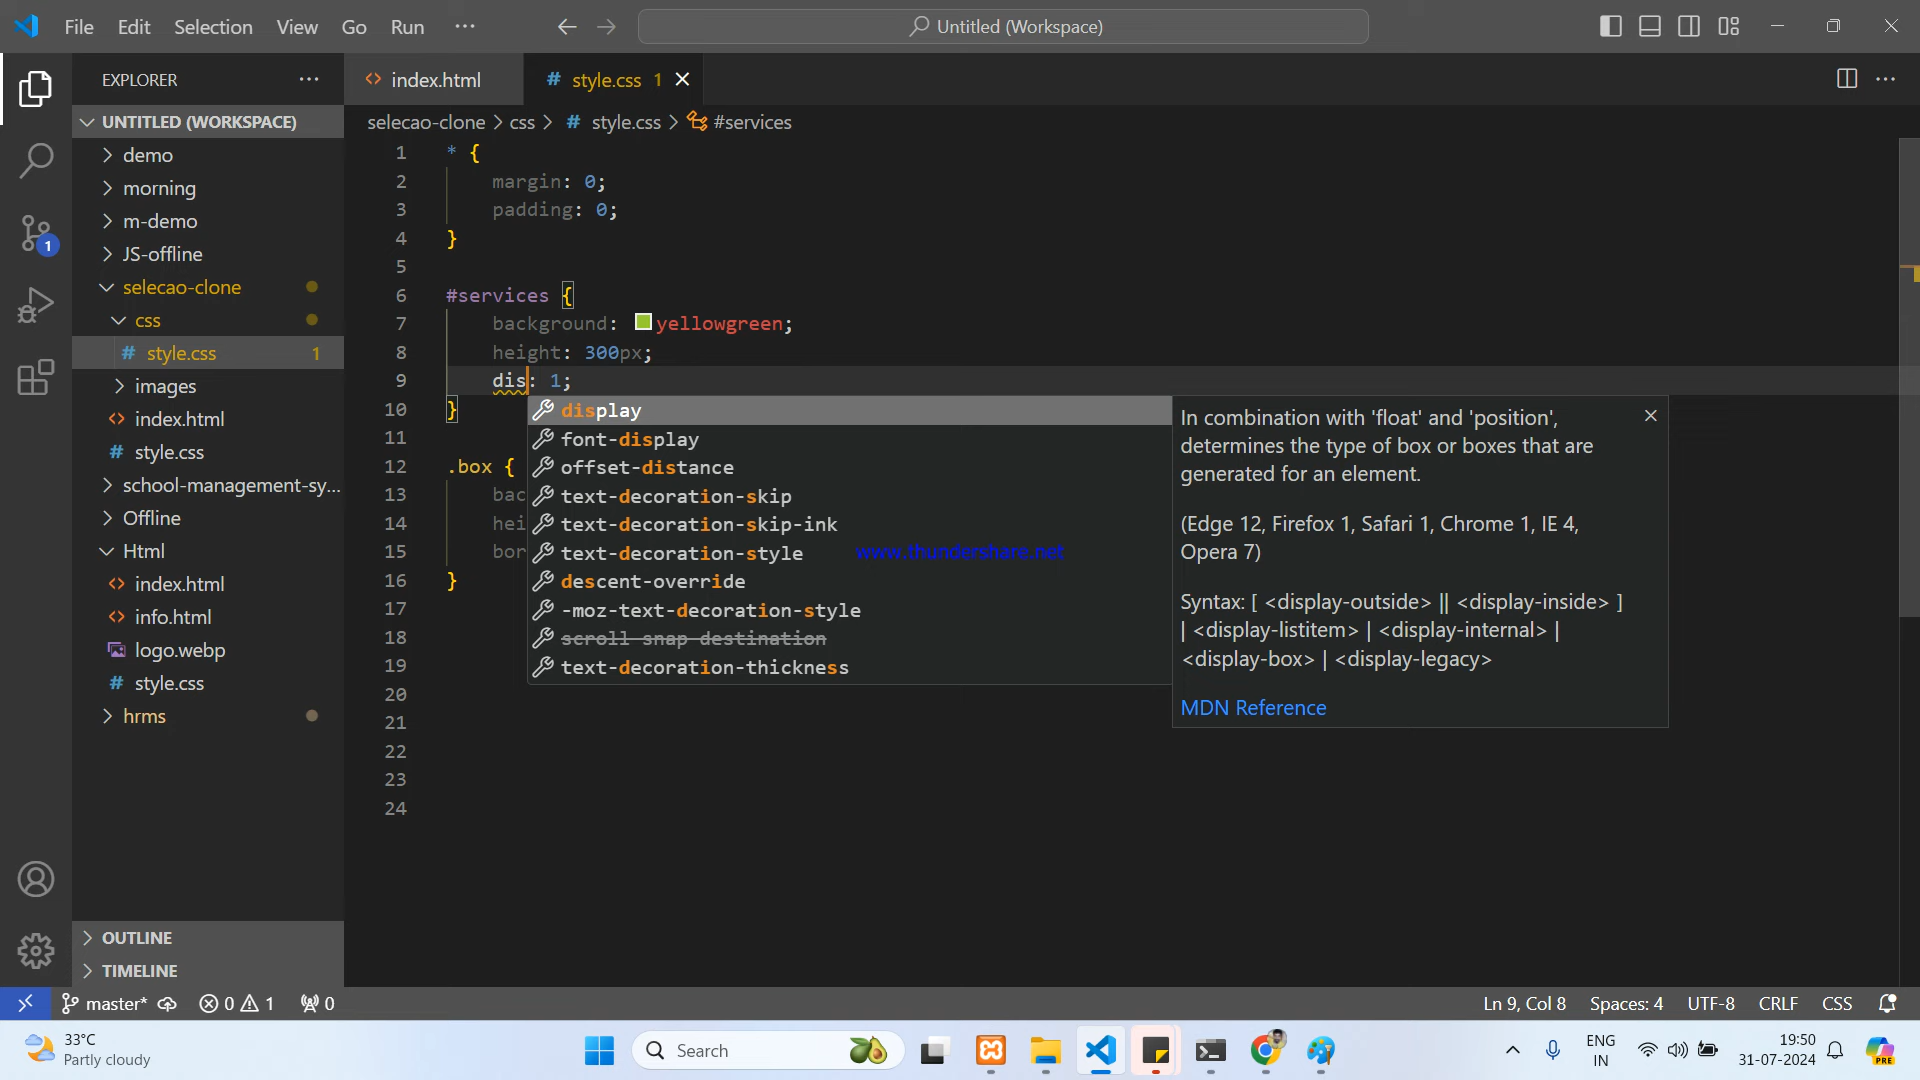 File Edit Selection View Go Run ··· Untitled (Workspace)
EXPLORER ···
index.html
# style.css 1
UNTITLED (WORKSPACE)
demo
morning
m-demo
JS-offline
selecao-clone
css
# style.css 1
images
index.html
# style.css
school-management-sy...
Offline
Html
index.html
info.html
logo.webp
# style.css
hrms
OUTLINE
TIMELINE
selecao-clone > css > # style.css > #services
1 * {
2 margin: 0;
3 padding: 0;
4 }
5
6 #services {
7 background: yellowgreen;
8 height: 300px;
9 dis: 1;
10 }
11
12 .box {
13 bac
14 hei
15 bor
16 }
17
18
19
20
21
22
23
24
display
font-display
offset-distance
text-decoration-skip
text-decoration-skip-ink
text-decoration-style
descent-override
-moz-text-decoration-style
scroll-snap-destination
text-decoration-thickness
www.thundershare.net
In combination with 'float' and 'position',
determines the type of box or boxes that are
generated for an element.
(Edge 12, Firefox 1, Safari 1, Chrome 1, IE 4,
Opera 7)
Syntax: [ <display-outside> || <display-inside> ]
| <display-listitem> | <display-internal> |
<display-box> | <display-legacy>
MDN Reference
1
master* 0 1 0 Ln 9, Col 8 Spaces: 4 UTF-8 CRLF CSS
33°C
Partly cloudy
Search
ENG
IN
19:50
31-07-2024
PRE